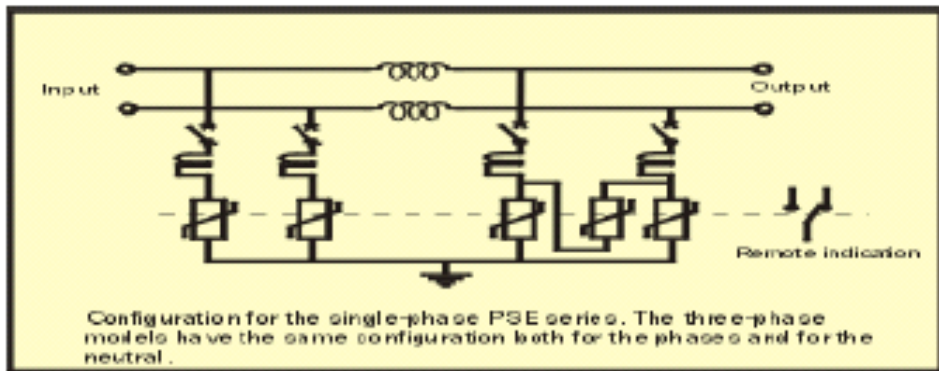 Input
Output
Remote indication
Configuration for the single-phase PSE series. The three-phase
models have the same configuration both for the phases and for the
neutral.